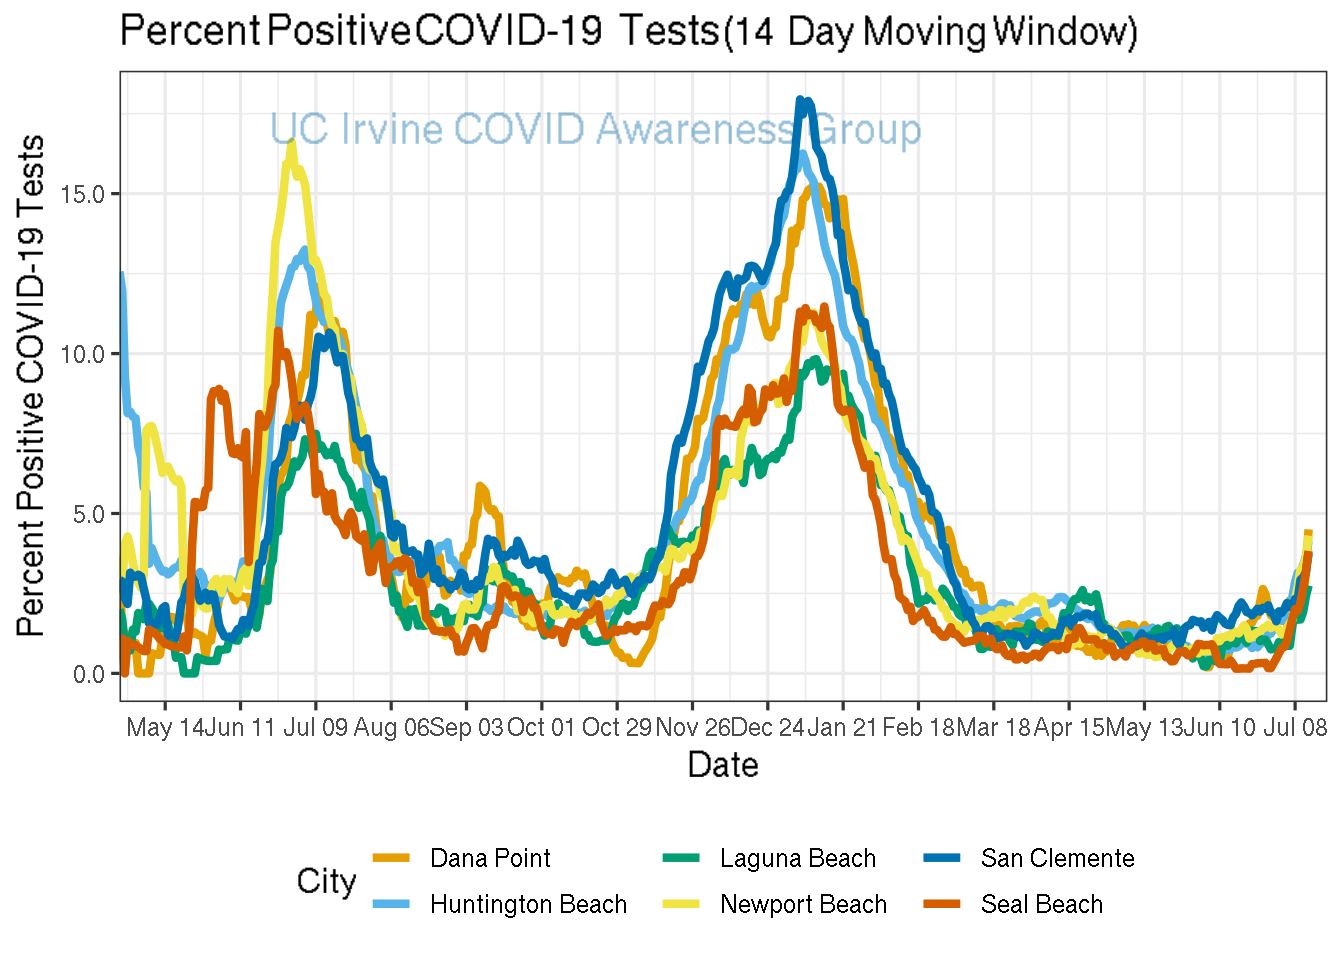 Percent Positive COVID-19 Tests(14 Day Moving Window)
UC Irvine COVID Awareness Group
Percent Positive COVID-19 Tests
15.0
10.0
5.0
0.0
May 14 Jun 11 Jul 09 Aug 06 Sep 03 Oct 01 Oct 29 Nov 26 Dec 24 Jan 21 Feb 18 Mar 18 Apr 15 May 13 Jun 10 Jul 08
Date
City
Dana Point Laguna Beach San Clemente
Huntington Beach Newport Beach Seal Beach